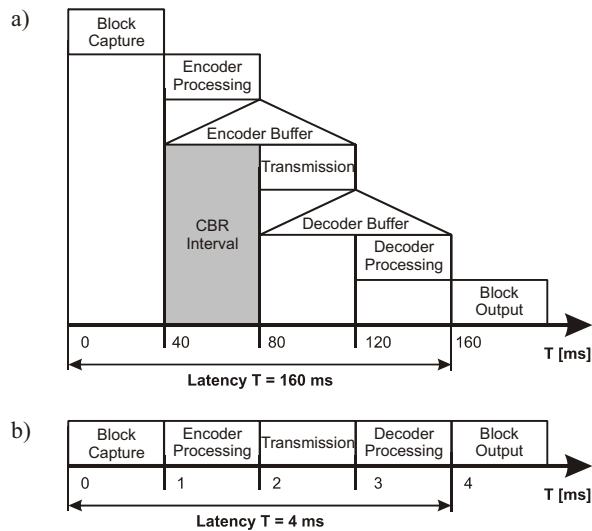 a)
Block
Capture
Encoder
Processing
Encoder Buffer
Transmission
CBR
Interval
Decoder Buffer
Decoder
Processing
Block
Output
0 40 80 120 160
T [ms]
Latency T = 160 ms
b)
Block
Capture
Encoder
Processing
Transmission
Decoder
Processing
Block
Output
0 1 2 3 4
T [ms]
Latency T = 4 ms